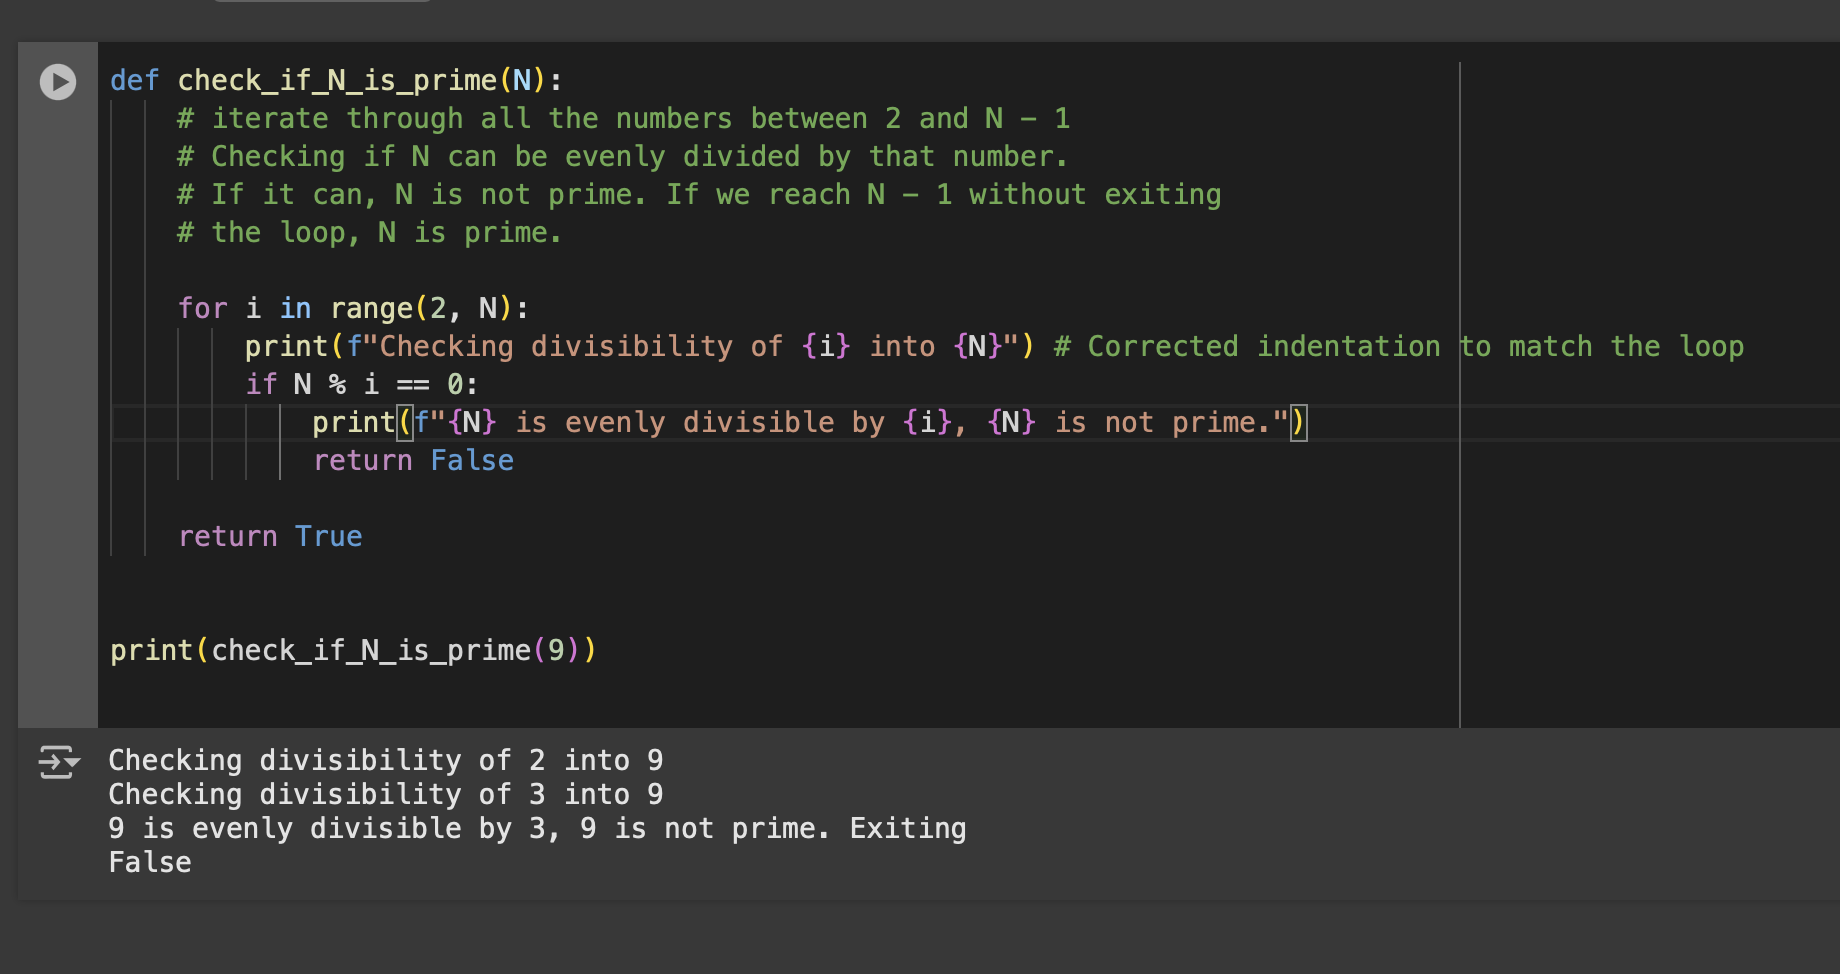 def check_if_N_is_prime(N):
    # iterate through all the numbers between 2 and N - 1
    # Checking if N can be evenly divided by that number.
    # If it can, N is not prime. If we reach N - 1 without exiting
    # the loop, N is prime.

    for i in range(2, N):
        print(f"Checking divisibility of {i} into {N}") # Corrected indentation to match the loop
        if N % i == 0:
            print(f"{N} is evenly divisible by {i}, {N} is not prime.")
            return False

    return True


print(check_if_N_is_prime(9))

Checking divisibility of 2 into 9
Checking divisibility of 3 into 9
9 is evenly divisible by 3, 9 is not prime. Exiting
False